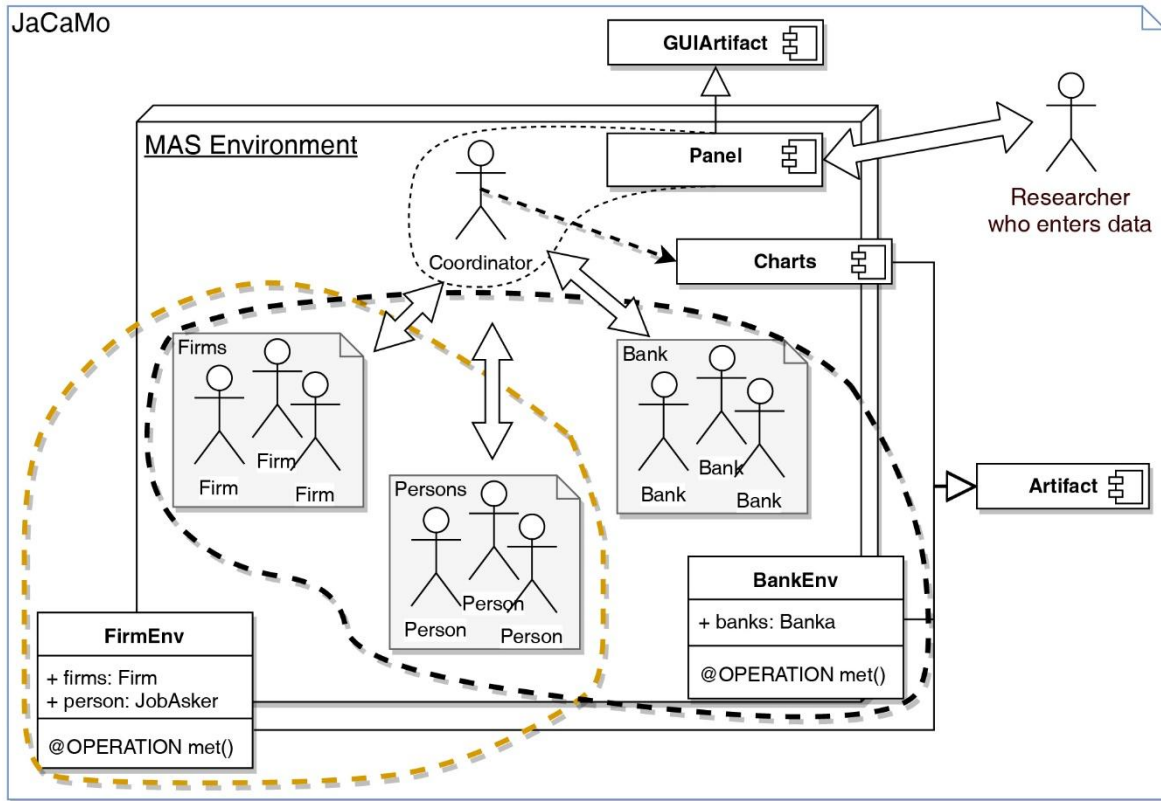 JaCaMo
GUIArtifact
MAS Environment
Panel
Researcher
who enters data
Coordinator
Charts
Firms
Firm
Firm
Firm
Bank
Bank
Bank
Bank
Persons
Person
Person
Person
Artifact
BankEnv
+ banks: Banka
@OPERATION met()
FirmEnv
+ firms: Firm
+ person: JobAsker
@OPERATION met()